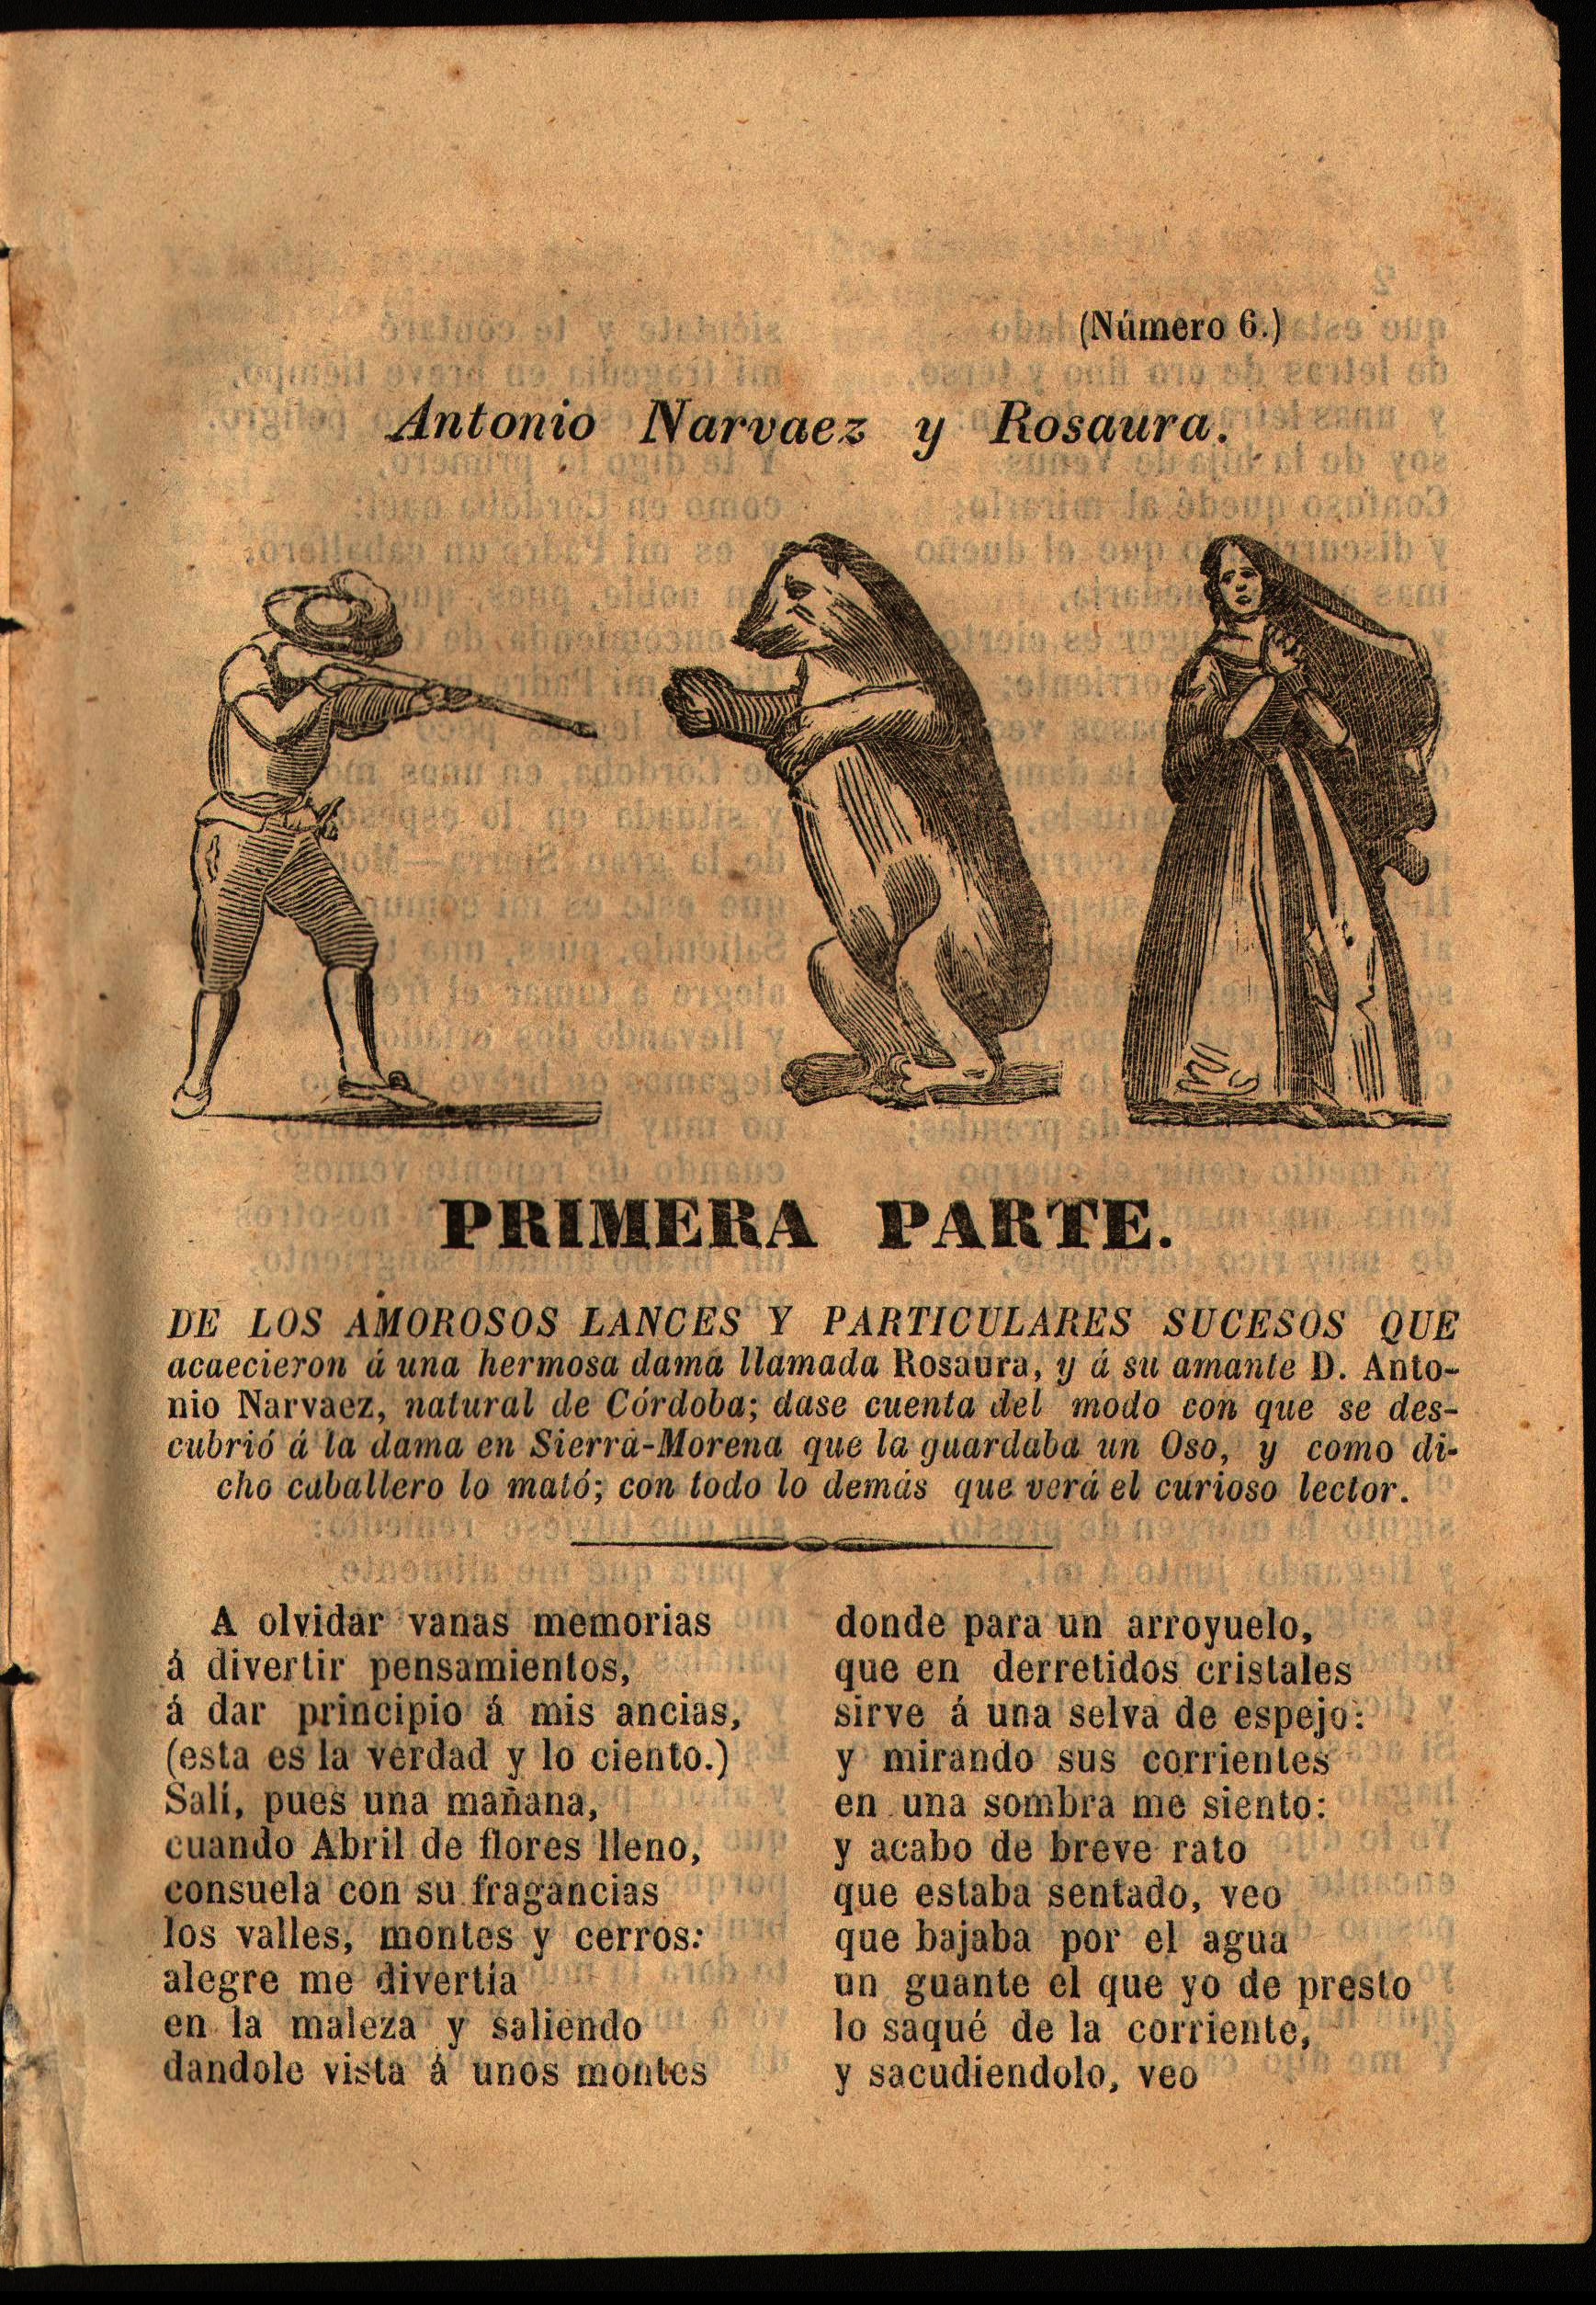 (Número 6.)
Antonio Narvaez y Rosaura.
PRIMERA PARTE.
DE LOS AMOROSOS LANCES Y PARTICULARES SUCESOS QUE
acaecieron á una hermosa dama llamada Rosaura, y á su amante D. Anto-
nio Narvaez, natural de Córdoba; dase cuenta del modo con que se des-
cubrió á la dama en Sierra-Morena que la guardaba un Oso, y como di-
cho caballero lo mató; con todo lo demás que verá el curioso lector.
A olvidar vanas memorias
á divertir pensamientos,
á dar principio á mis ancias,
(esta es la verdad y lo ciento.)
Salí, pues una mañana,
cuando Abril de flores lleno,
consuela con su fragancias
los valles, montes y cerros:
alegre me divertía
en la maleza y saliendo
dandole vista á unos montes
donde para un arroyuelo,
que en derretidos cristales
sirve á una selva de espejo:
y mirando sus corrientes
en una sombra me siento:
y acabo de breve rato
que estaba sentado, veo
que bajaba por el agua
un guante el que yo de presto
lo saqué de la corriente,
y sacudiendolo, veo